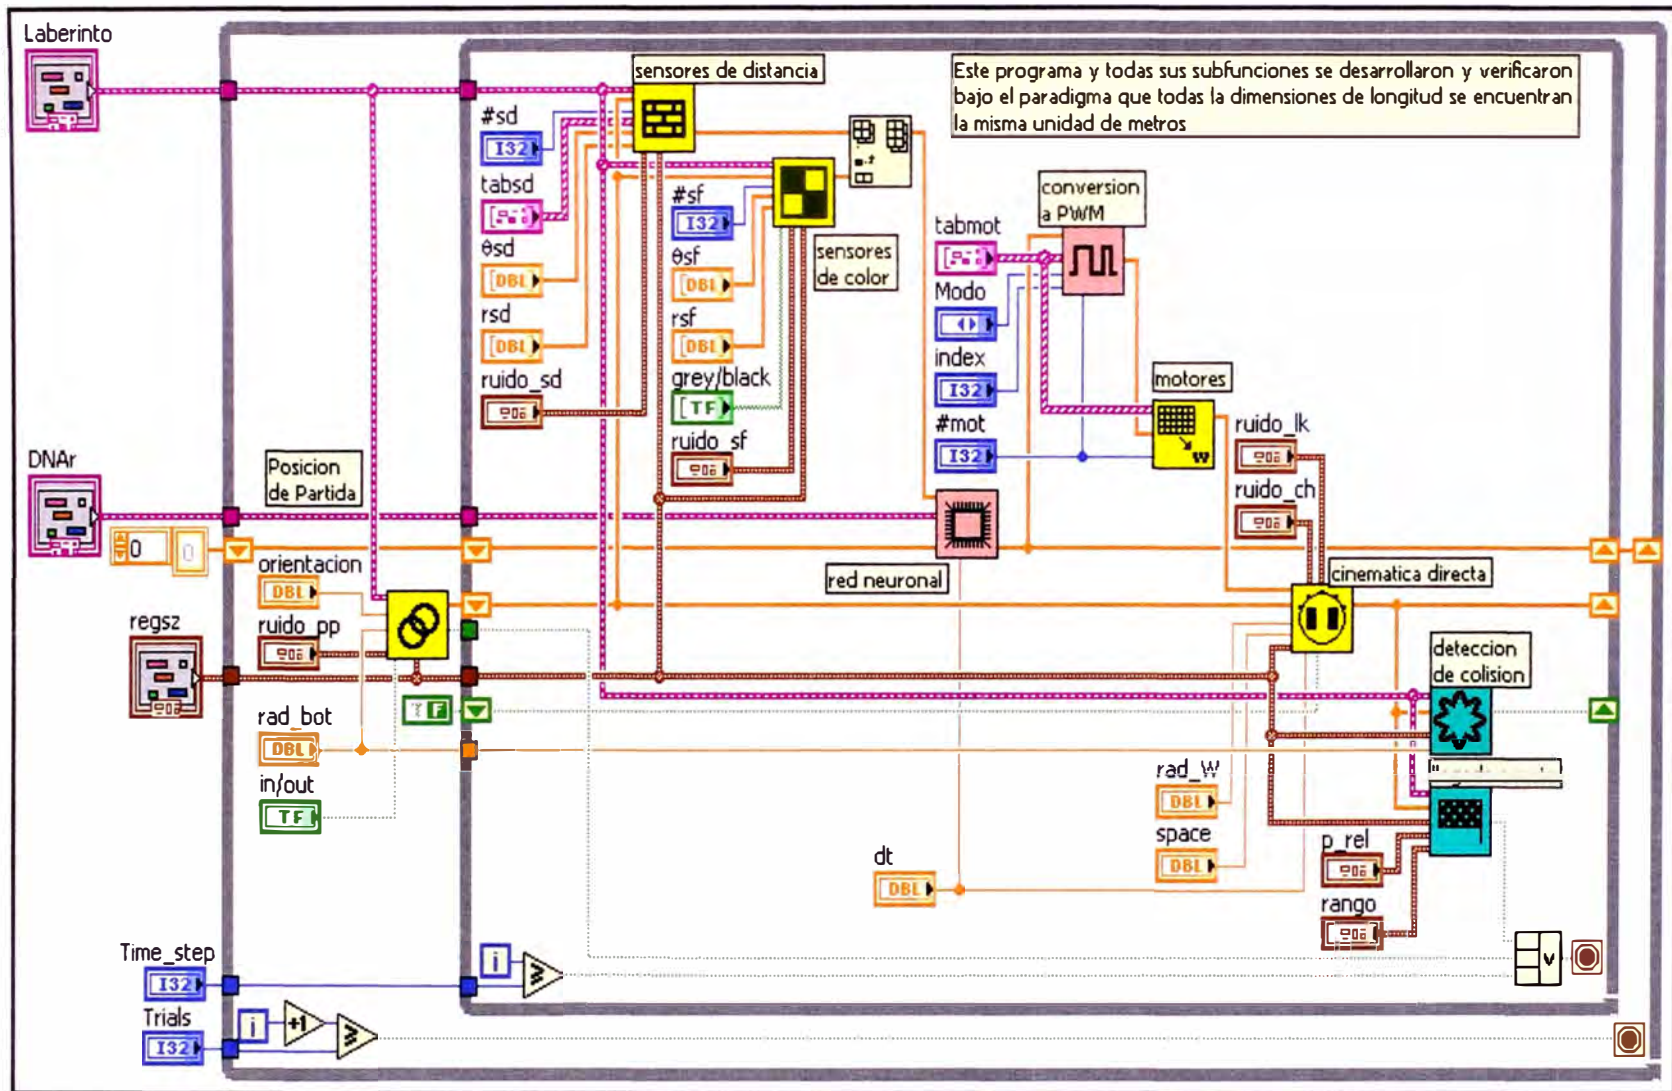 Laberinto
sensores de distancia
Este programa y todas sus subfunciones se desarrollaron y verificaron
bajo el paradigma que todas la dimensiones de longitud se encuentran
la misma unidad de metros
#sd
I32
tabsd
θsd
[DBL]
rsd
[DBL]
ruido_sd
#sf
I32
θsf
[DBL]
rsf
[DBL]
grey/black
[TF]
ruido_sf
sensores
de color
conversion
a PWM
tabmot
Modo
index
I32
#mot
I32
motores
w
ruido_lk
ruido_ch
DNAr
Posicion
de Partida
0
0
orientacion
DBL
ruido_pp
regsz
rad_bot
DBL
in/out
TF
T F
red neuronal
cinematica directa
deteccion
de colision
rad_W
DBL
space
DBL
dt
DBL
p_rel
rango
Time_step
I32
i
v
Trials
I32
i
+1